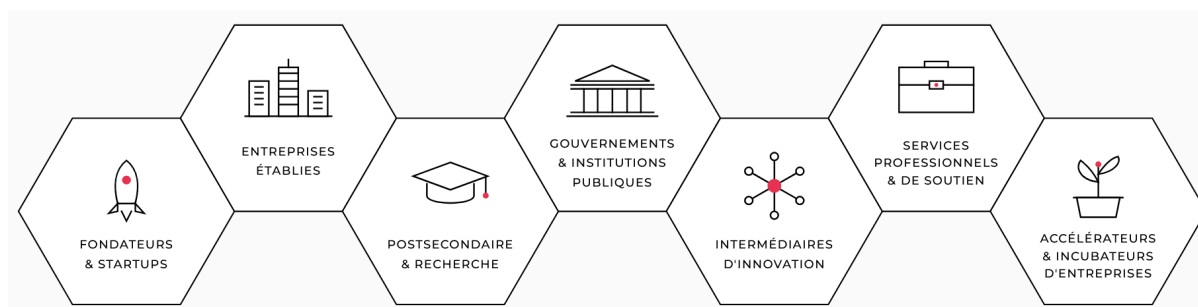 FONDATEURS
& STARTUPS
ENTREPRISES
ÉTABLIES
POSTSECONDAIRE
& RECHERCHE
GOUVERNEMENTS
& INSTITUTIONS
PUBLIQUES
INTERMÉDIAIRES
D'INNOVATION
SERVICES
PROFESSIONNELS
& DE SOUTIEN
ACCÉLÉRATEURS
& INCUBATEURS
D'ENTREPRISES